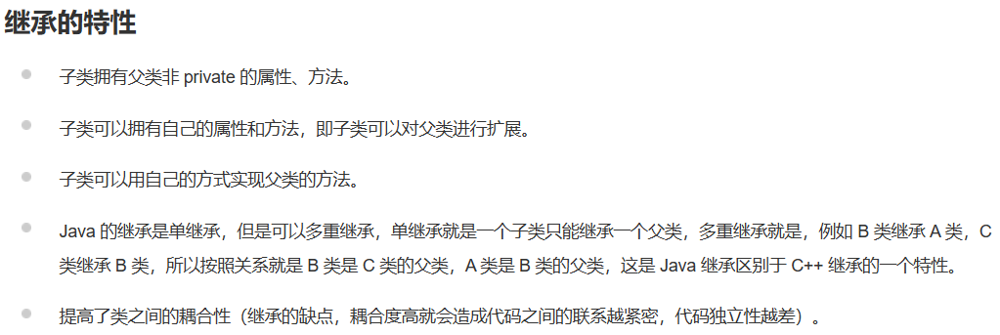 继承的特性
子类拥有父类非 private 的属性、方法。
子类可以拥有自己的属性和方法，即子类可以对父类进行扩展。
子类可以用自己的方式实现父类的方法。
Java 的继承是单继承，但是可以多重继承，单继承就是一个子类只能继承一个父类，多重继承就是，例如 B 类继承 A 类，C
类继承 B 类，所以按照关系就是 B 类是 C 类的父类，A 类是 B 类的父类，这是 Java 继承区别于 C++ 继承的一个特性。
提高了类之间的耦合性（继承的缺点，耦合度高就会造成代码之间的联系越紧密，代码独立性越差）。